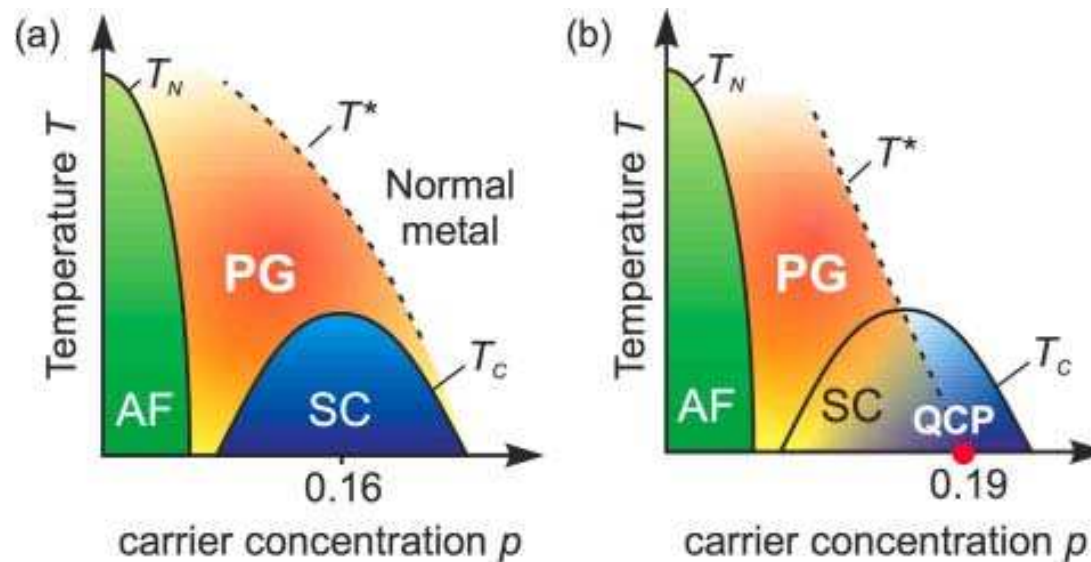 (a)
T_N
T*
Temperature T
Normal
metal
PG
T_C
AF
SC
0.16
carrier concentration p
(b)
T_N
T*
Temperature T
PG
T_C
AF
SC
QCP
0.19
carrier concentration p